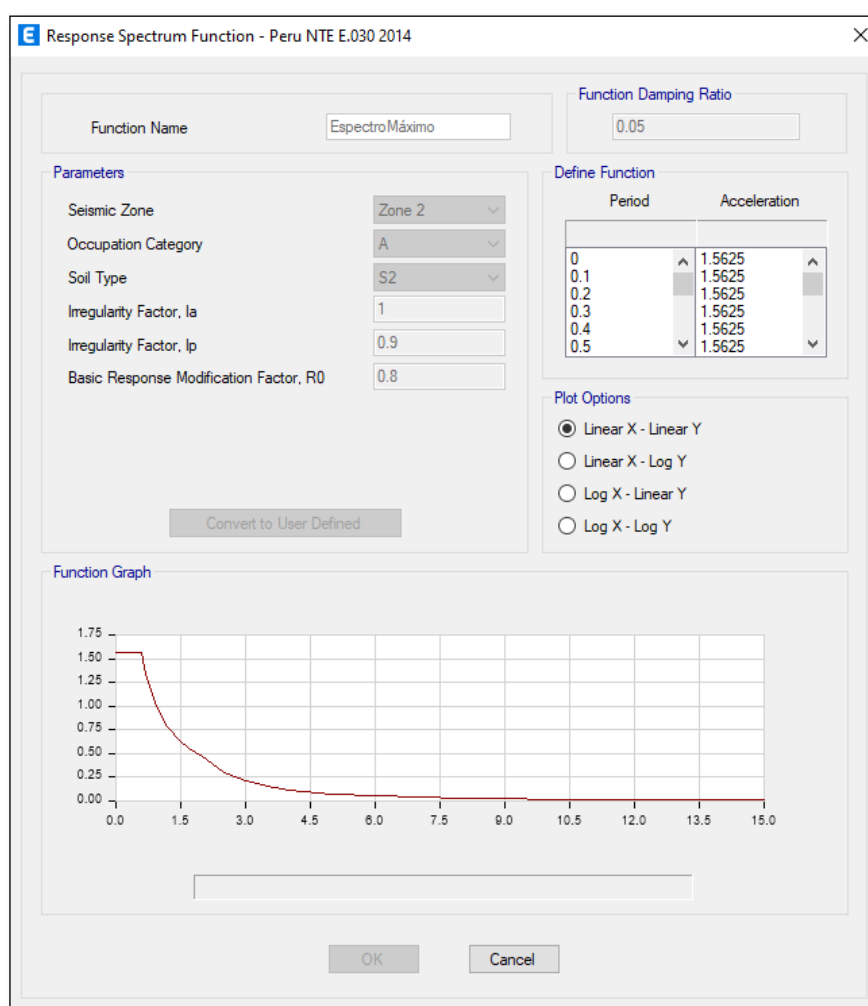 E Response Spectrum Function - Peru NTE E.030 2014
Function Damping Ratio
Function Name EspectroMáximo 0.05
Parameters
Seismic Zone Zone 2
Occupation Category A
Soil Type S2
Irregularity Factor, Ia 1
Irregularity Factor, Ip 0.9
Basic Response Modification Factor, R0 0.8
Convert to User Defined
Define Function
Period Acceleration
0 1.5625
0.1 1.5625
0.2 1.5625
0.3 1.5625
0.4 1.5625
0.5 1.5625
Plot Options
Linear X - Linear Y
Linear X - Log Y
Log X - Linear Y
Log X - Log Y
Function Graph
1.75
1.50
1.25
1.00
0.75
0.50
0.25
0.00
0.0 1.5 3.0 4.5 6.0 7.5 9.0 10.5 12.0 13.5 15.0
OK Cancel